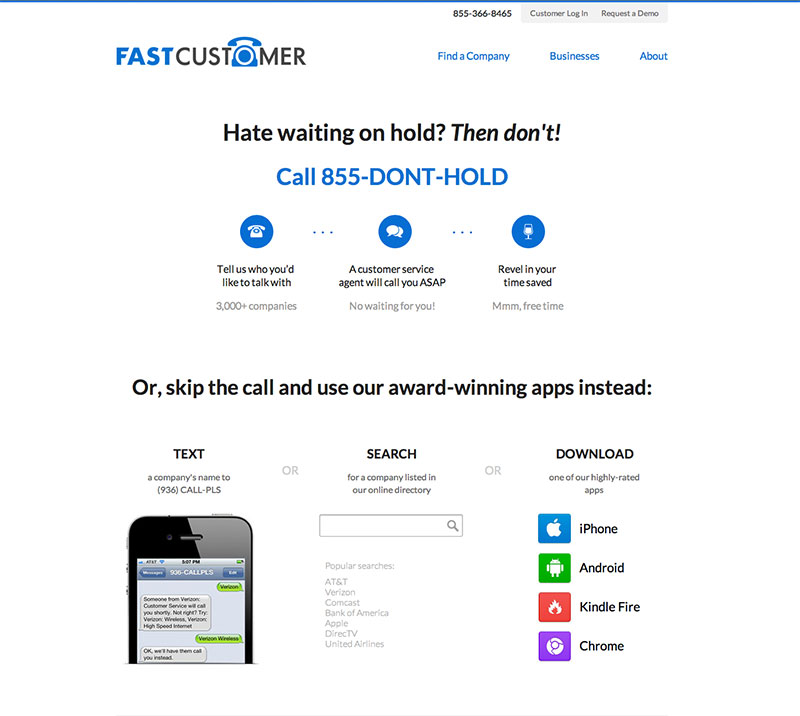 855-366-8465 Customer Log In Request a Demo
FASTCUSTOMER
Find a Company Businesses About
Hate waiting on hold? Then don't!
Call 855-DONT-HOLD
Tell us who you'd
like to talk with
3,000+ companies
A customer service
agent will call you ASAP
No waiting for you!
Revel in your
time saved
Mmm, free time
Or, skip the call and use our award-winning apps instead:
TEXT
a company's name to
(936) CALL-PLS
OR
SEARCH
for a company listed in
our online directory
OR
DOWNLOAD
one of our highly-rated
apps
AT&T 5:07 PM
Messages 936-CALLPLS Edit
Verizon
Someone from Verizon:
Customer Service will call
you shortly. Not right? Try:
Verizon: Wireless, Verizon:
High Speed Internet
Verizon Wireless
OK, we'll have them call
you instead.
Popular searches:
AT&T
Verizon
Comcast
Bank of America
Apple
DirecTV
United Airlines
iPhone
Android
Kindle Fire
Chrome